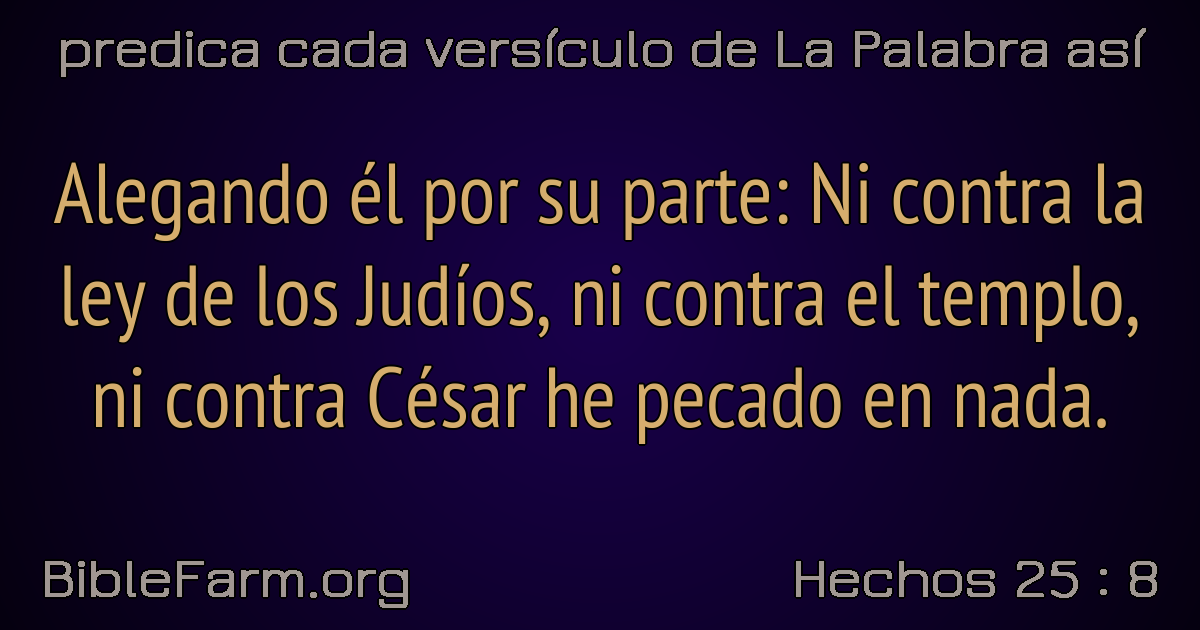 predica cada versículo de La Palabra así
Alegando él por su parte: Ni contra la
ley de los Judíos, ni contra el templo,
ni contra César he pecado en nada.
BibleFarm.org
Hechos 25 : 8